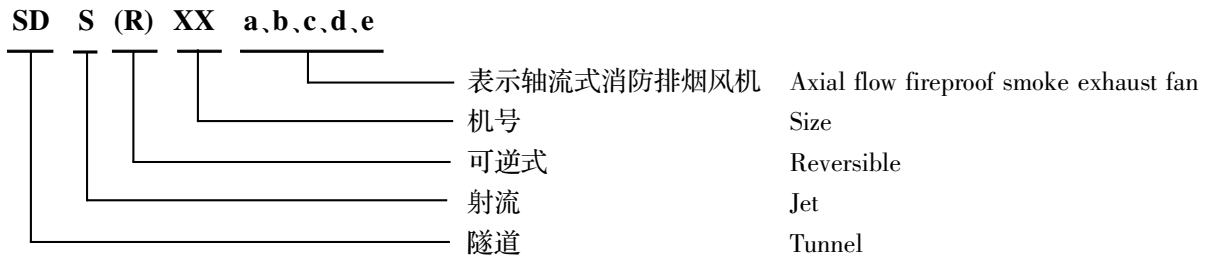 SD S (R) XX a、b、c、d、e
表示轴流式消防排烟风机 Axial flow fireproof smoke exhaust fan
机号 Size
可逆式 Reversible
射流 Jet
隧道 Tunnel